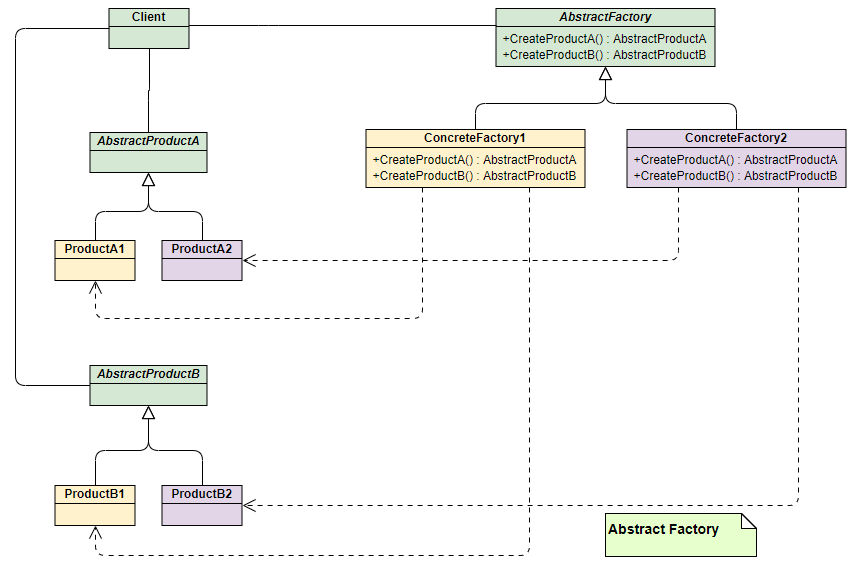 Client
AbstractFactory
+CreateProductA() : AbstractProductA
+CreateProductB() : AbstractProductB
AbstractProductA
ConcreteFactory1
+CreateProductA() : AbstractProductA
+CreateProductB() : AbstractProductB
ConcreteFactory2
+CreateProductA() : AbstractProductA
+CreateProductB() : AbstractProductB
ProductA1
ProductA2
AbstractProductB
ProductB1
ProductB2
Abstract Factory